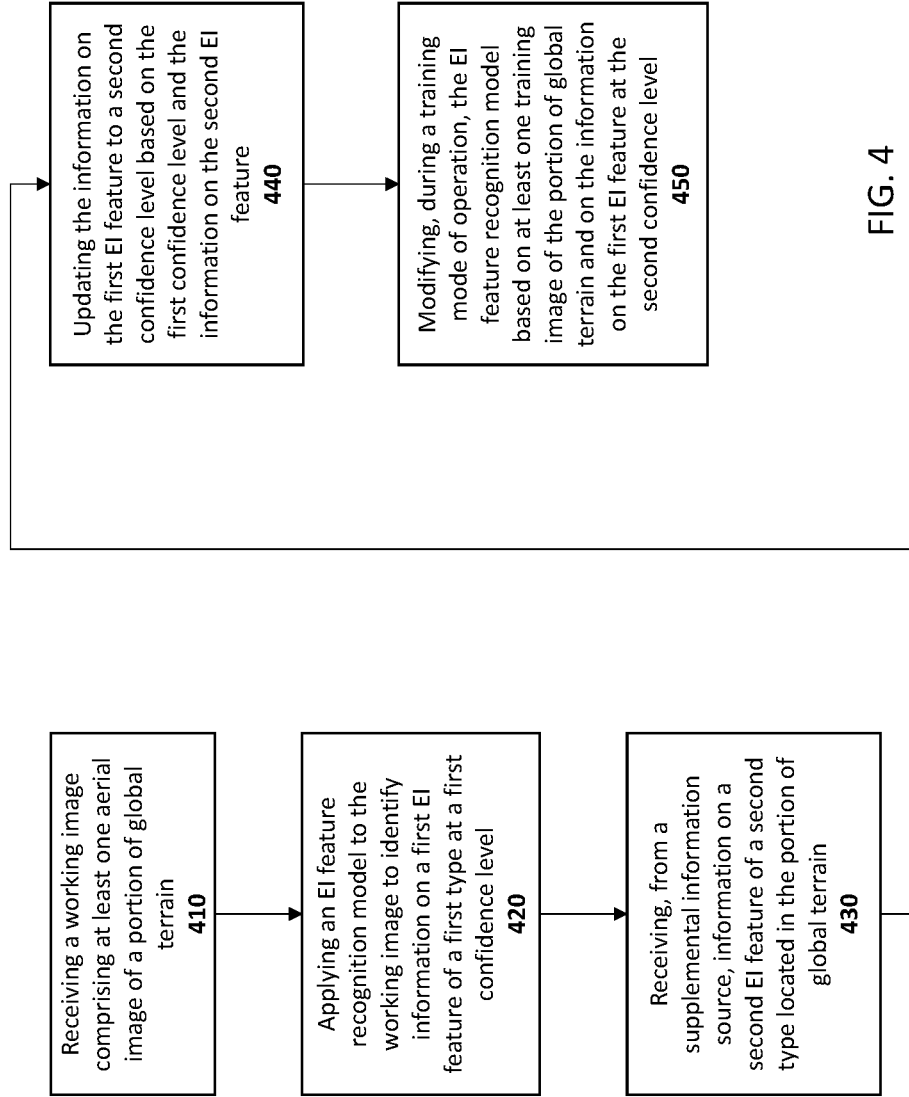 Receiving a working image
comprising at least one aerial
image of a portion of global
terrain
410
Applying an EI feature
recognition model to the
working image to identify
information on a first EI
feature of a first type at a first
confidence level
420
Receiving, from a
supplemental information
source, information on a
second EI feature of a second
type located in the portion of
global terrain
430
Updating the information on
the first EI feature to a second
confidence level based on the
first confidence level and the
information on the second EI
feature
440
Modifying, during a training
mode of operation, the EI
feature recognition model
based on at least one training
image of the portion of global
terrain and on the information
on the first EI feature at the
second confidence level
450
FIG. 4